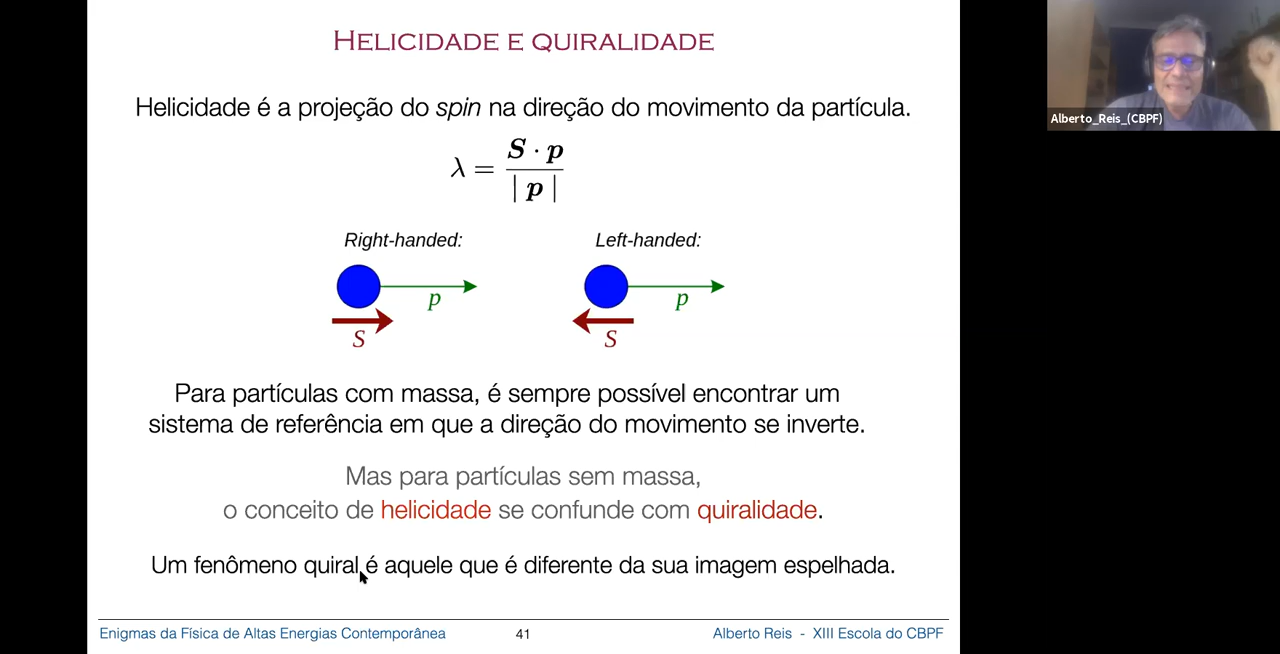 Helicidade e quiralidade
Helicidade é a projeção do spin na direção do movimento da partícula.
λ = S · p / | p |
Right-handed:
Left-handed:
p
p
S
S
Para partículas com massa, é sempre possível encontrar um
sistema de referência em que a direção do movimento se inverte.
Mas para partículas sem massa,
o conceito de helicidade se confunde com quiralidade.
Um fenômeno quiral é aquele que é diferente da sua imagem espelhada.
Enigmas da Física de Altas Energias Contemporânea
41
Alberto Reis - XIII Escola do CBPF
Alberto_Reis_(CBPF)